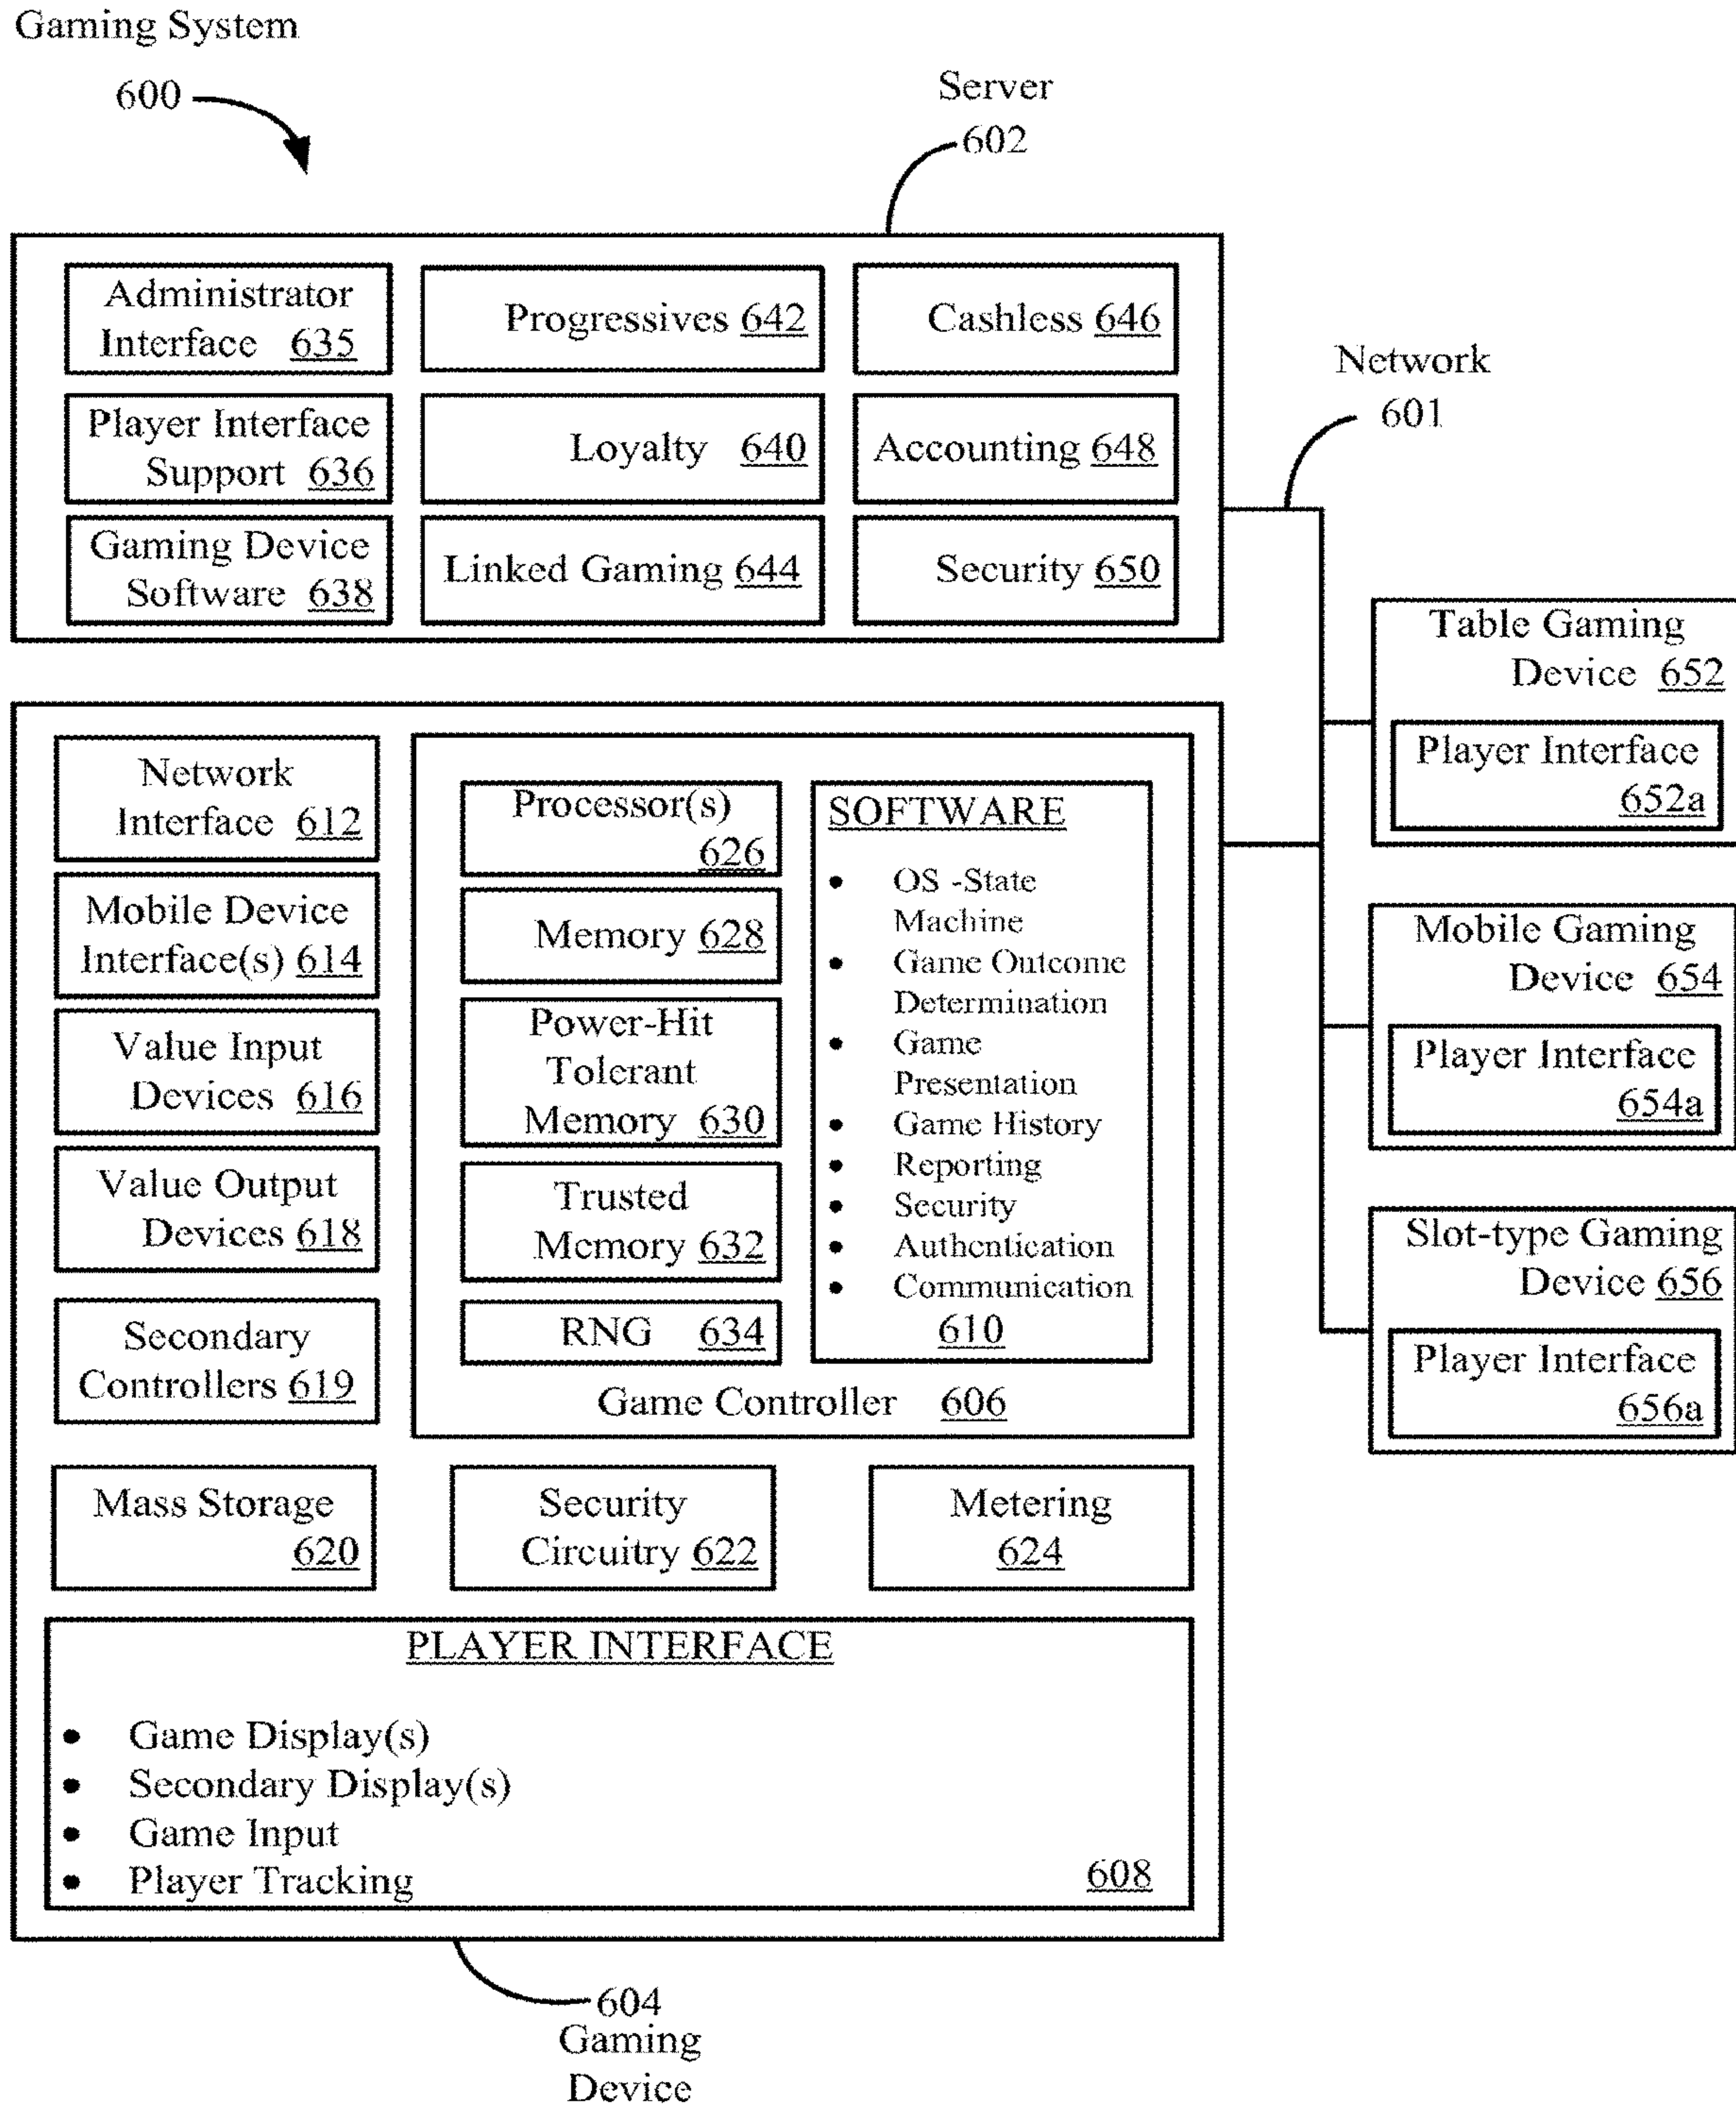 Gaming System
600
Server
602
Administrator
Interface 635
Progressives 642
Cashless 646
Player Interface
Support 636
Loyalty 640
Accounting 648
Gaming Device
Software 638
Linked Gaming 644
Security 650
Network
601
Table Gaming
Device 652
Player Interface
652a
Mobile Gaming
Device 654
Player Interface
654a
Slot-type Gaming
Device 656
Player Interface
656a
Network
Interface 612
Mobile Device
Interface(s) 614
Value Input
Devices 616
Value Output
Devices 618
Secondary
Controllers 619
Processor(s)
626
Memory 628
Power-Hit
Tolerant
Memory 630
Trusted
Memory 632
RNG 634
SOFTWARE
• OS -State
Machine
• Game Outcome
Determination
• Game
Presentation
• Game History
• Reporting
• Security
• Authentication
• Communication
610
Game Controller 606
Mass Storage
620
Security
Circuitry 622
Metering
624
PLAYER INTERFACE
• Game Display(s)
• Secondary Display(s)
• Game Input
• Player Tracking
608
604
Gaming
Device